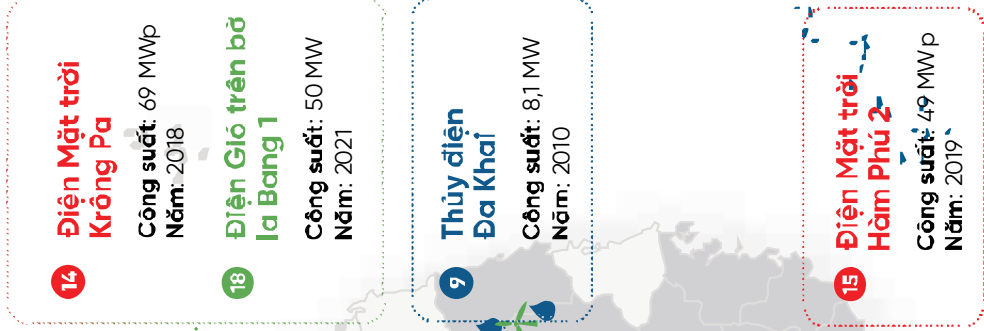 14
Điện Mặt trời
Krông Pa
Công suất: 69 MWp
Năm: 2018
18
Điện Gió trên bờ
Ia Bang 1
Công suất: 50 MW
Năm: 2021
9
Thủy điện
Đa Khai
Công suất: 8,1 MW
Năm: 2010
15
Điện Mặt trời
Hàm Phú 2
Công suất: 49 MWp
Năm: 2019